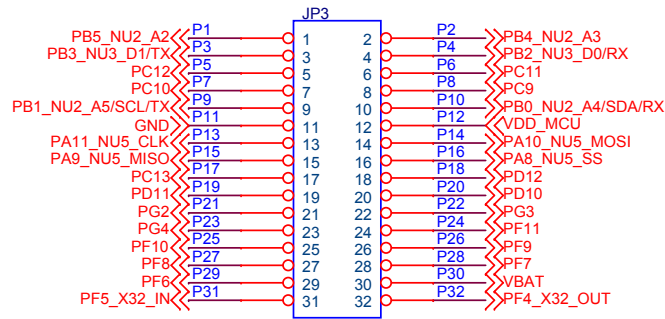 JP3
PB5_NU2_A2 P1 1 2 P2 PB4_NU2_A3
PB3_NU3_D1/TX P3 3 4 P4 PB2_NU3_D0/RX
PC12 P5 5 6 P6 PC11
PC10 P7 7 8 P8 PC9
PB1_NU2_A5/SCL/TX P9 9 10 P10 PB0_NU2_A4/SDA/RX
GND P11 11 12 P12 VDD_MCU
PA11_NU5_CLK P13 13 14 P14 PA10_NU5_MOSI
PA9_NU5_MISO P15 15 16 P16 PA8_NU5_SS
PC13 P17 17 18 P18 PD12
PD11 P19 19 20 P20 PD10
PG2 P21 21 22 P22 PG3
PG4 P23 23 24 P24 PF11
PF10 P25 25 26 P26 PF9
PF8 P27 27 28 P28 PF7
PF6 P29 29 30 P30 VBAT
PF5_X32_IN P31 31 32 P32 PF4_X32_OUT